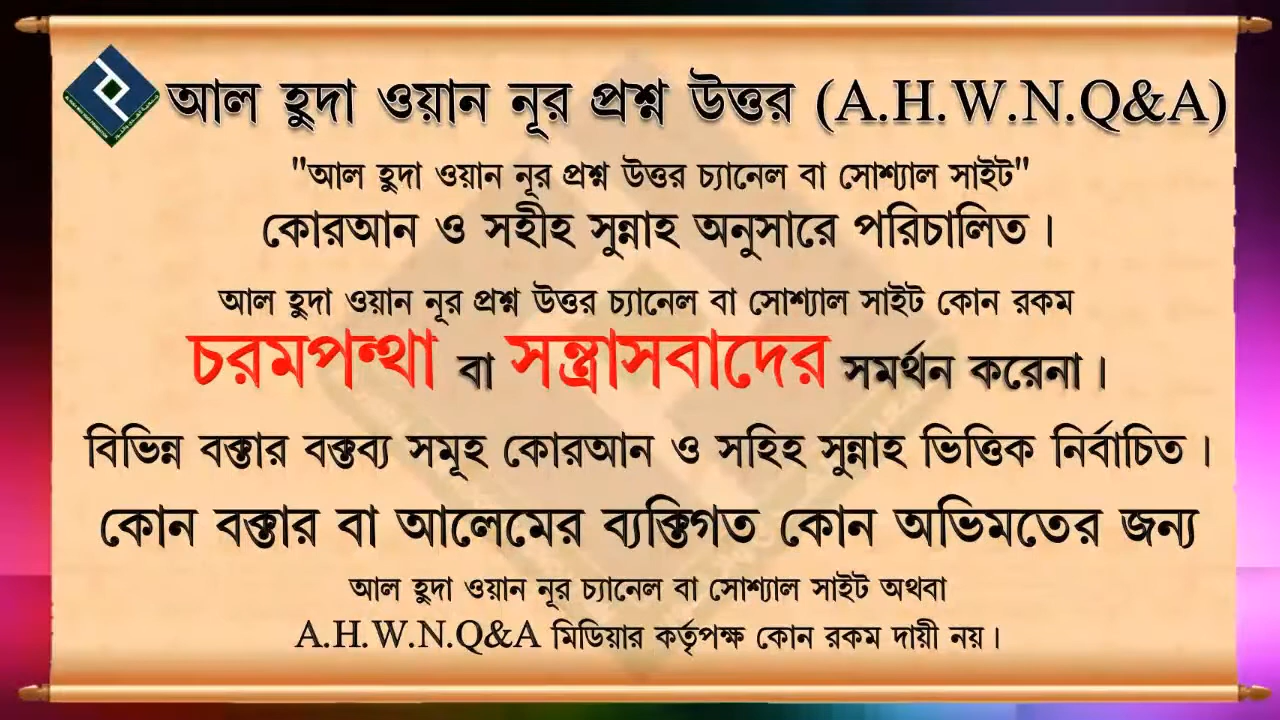 আল হুদা ওয়ান নূর প্রশ্ন উত্তর (A.H.W.N.Q&A)
"আল হুদা ওয়ান নূর প্রশ্ন উত্তর চ্যানেল বা সোশ্যাল সাইট"
কোরআন ও সহীহ সুন্নাহ অনুসারে পরিচালিত।
আল হুদা ওয়ান নূর প্রশ্ন উত্তর চ্যানেল বা সোশ্যাল সাইট কোন রকম
চরমপন্থা বা সন্ত্রাসবাদের সমর্থন করেনা।
বিভিন্ন বক্তার বক্তব্য সমূহ কোরআন ও সহিহ সুন্নাহ ভিত্তিক নির্বাচিত।
কোন বক্তার বা আলেমের ব্যক্তিগত কোন অভিমতের জন্য
আল হুদা ওয়ান নূর চ্যানেল বা সোশ্যাল সাইট অথবা
A.H.W.N.Q&A মিডিয়ার কর্তৃপক্ষ কোন রকম দায়ী নয়।